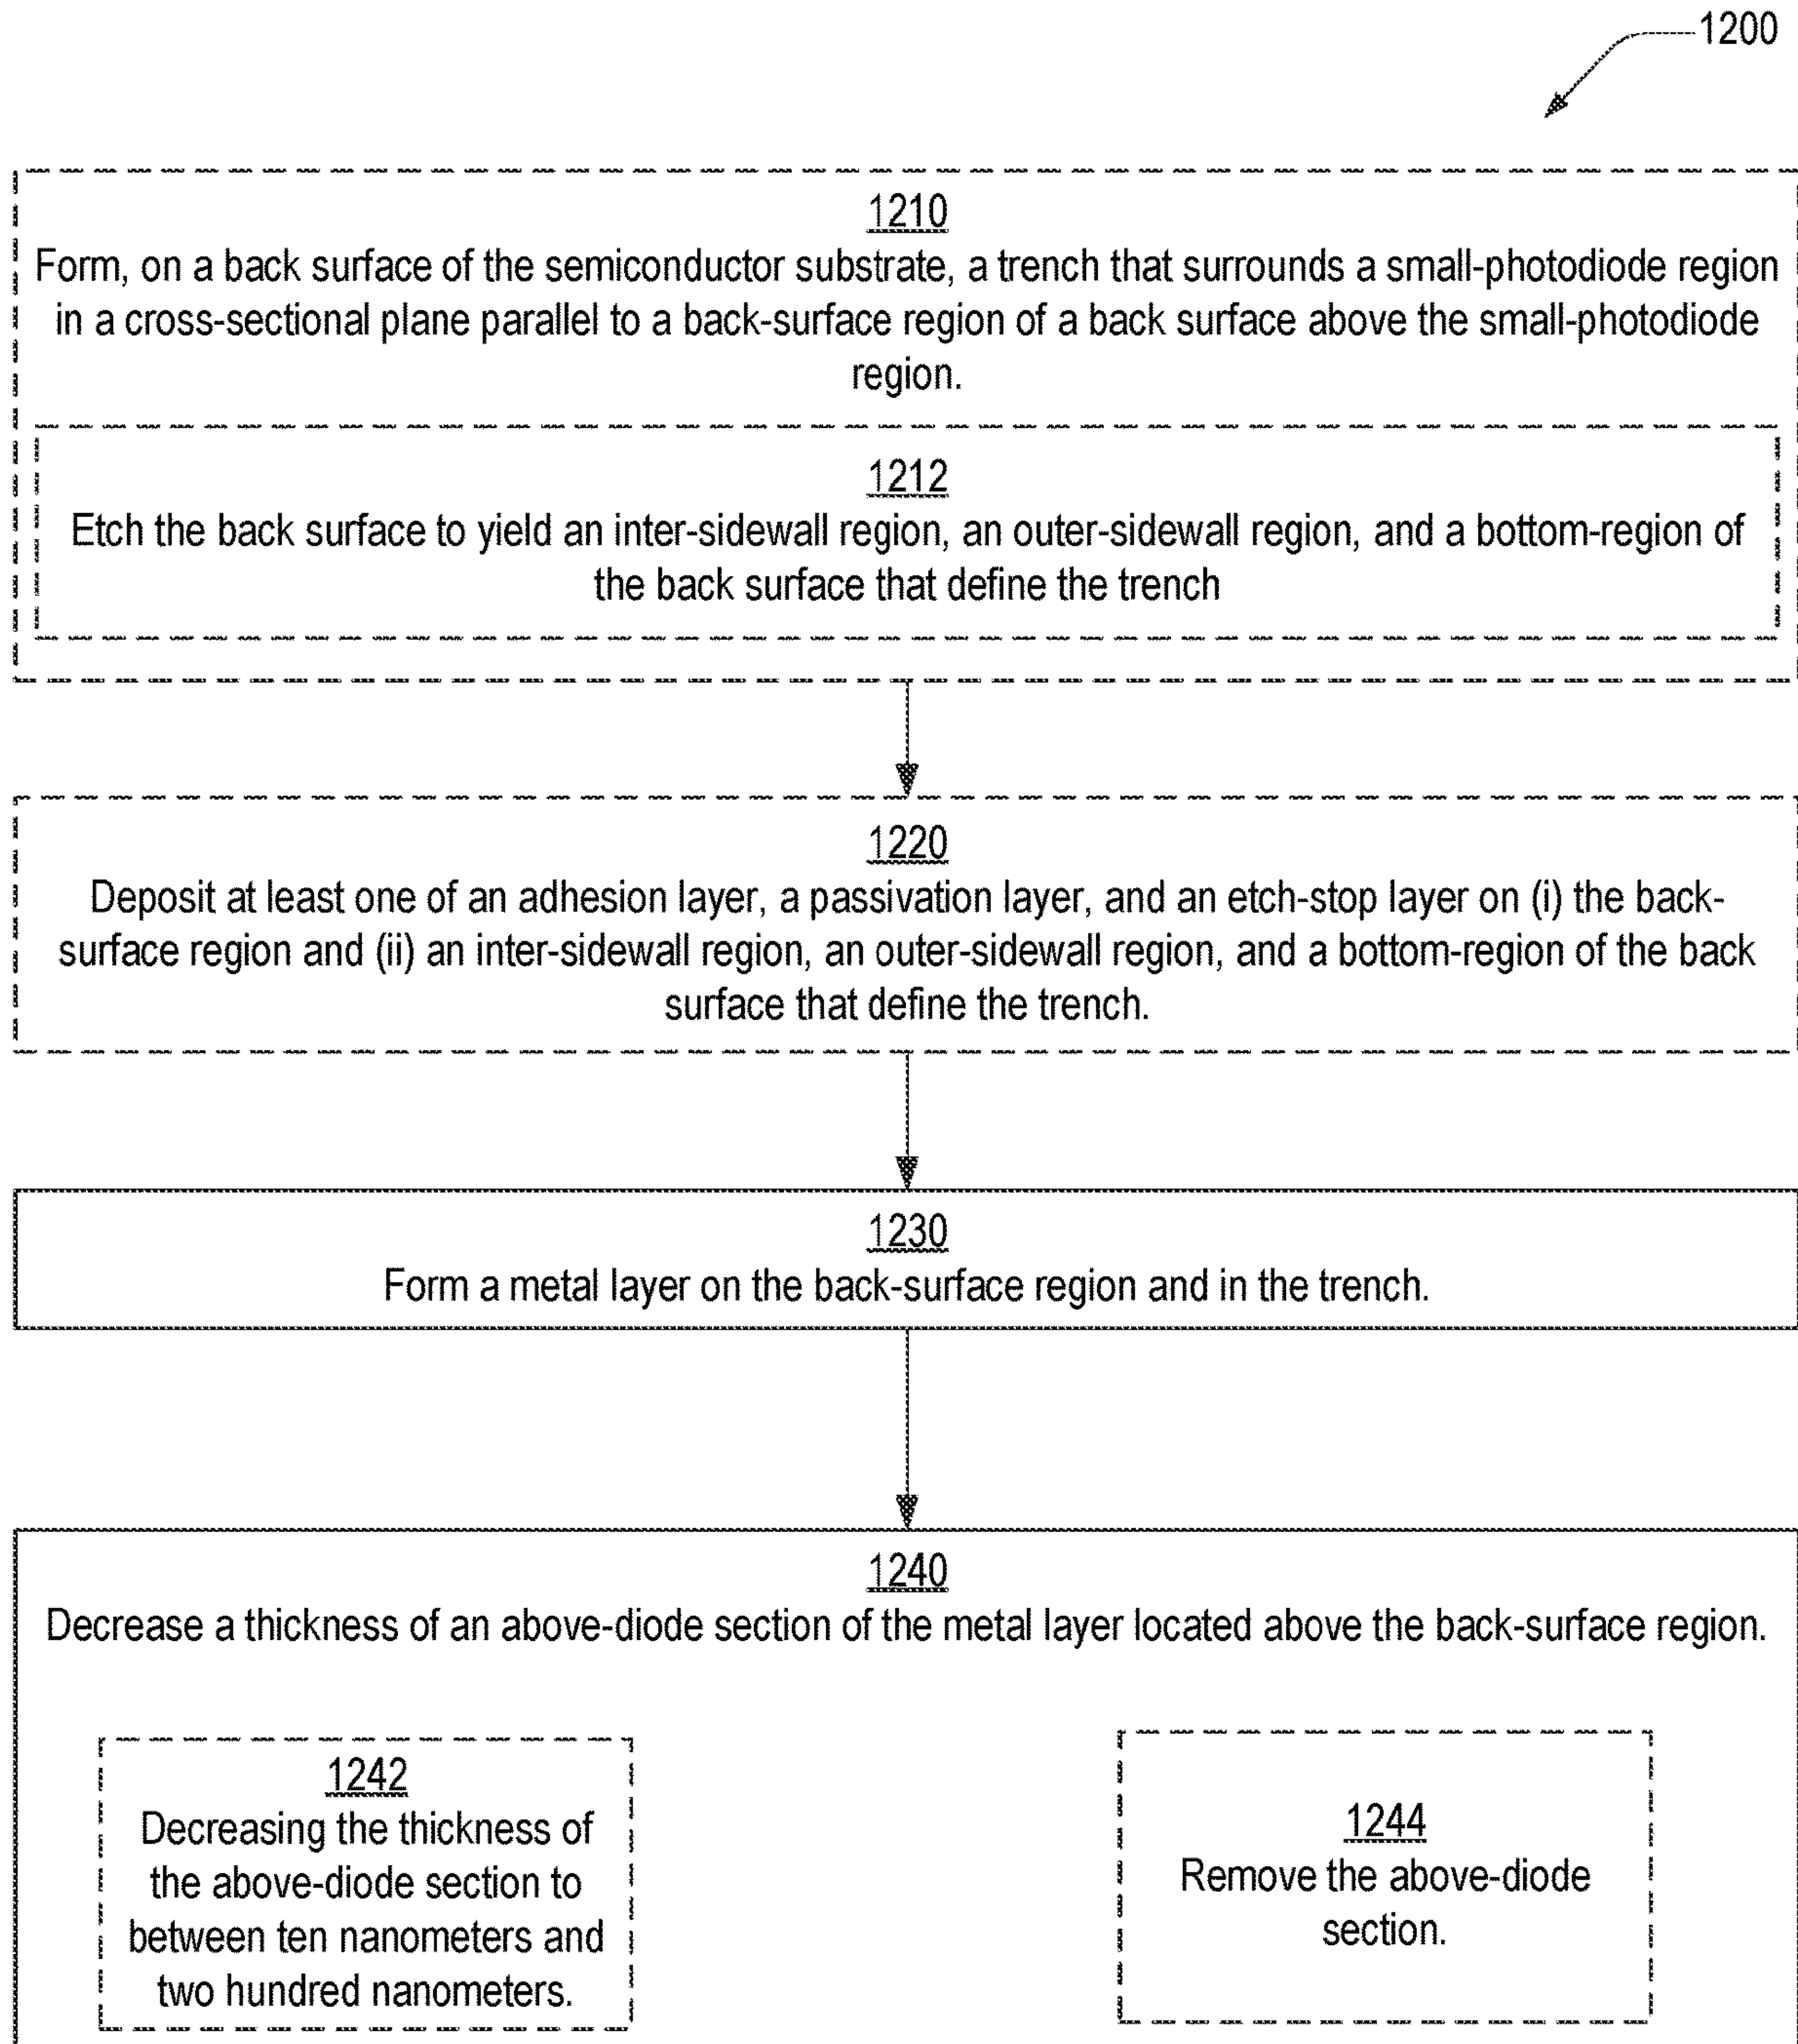 1200
1210
Form, on a back surface of the semiconductor substrate, a trench that surrounds a small-photodiode region
in a cross-sectional plane parallel to a back-surface region of a back surface above the small-photodiode
region.
1212
Etch the back surface to yield an inter-sidewall region, an outer-sidewall region, and a bottom-region of
the back surface that define the trench
1220
Deposit at least one of an adhesion layer, a passivation layer, and an etch-stop layer on (i) the back-
surface region and (ii) an inter-sidewall region, an outer-sidewall region, and a bottom-region of the back
surface that define the trench.
1230
Form a metal layer on the back-surface region and in the trench.
1240
Decrease a thickness of an above-diode section of the metal layer located above the back-surface region.
1242
Decreasing the thickness of
the above-diode section to
between ten nanometers and
two hundred nanometers.
1244
Remove the above-diode
section.